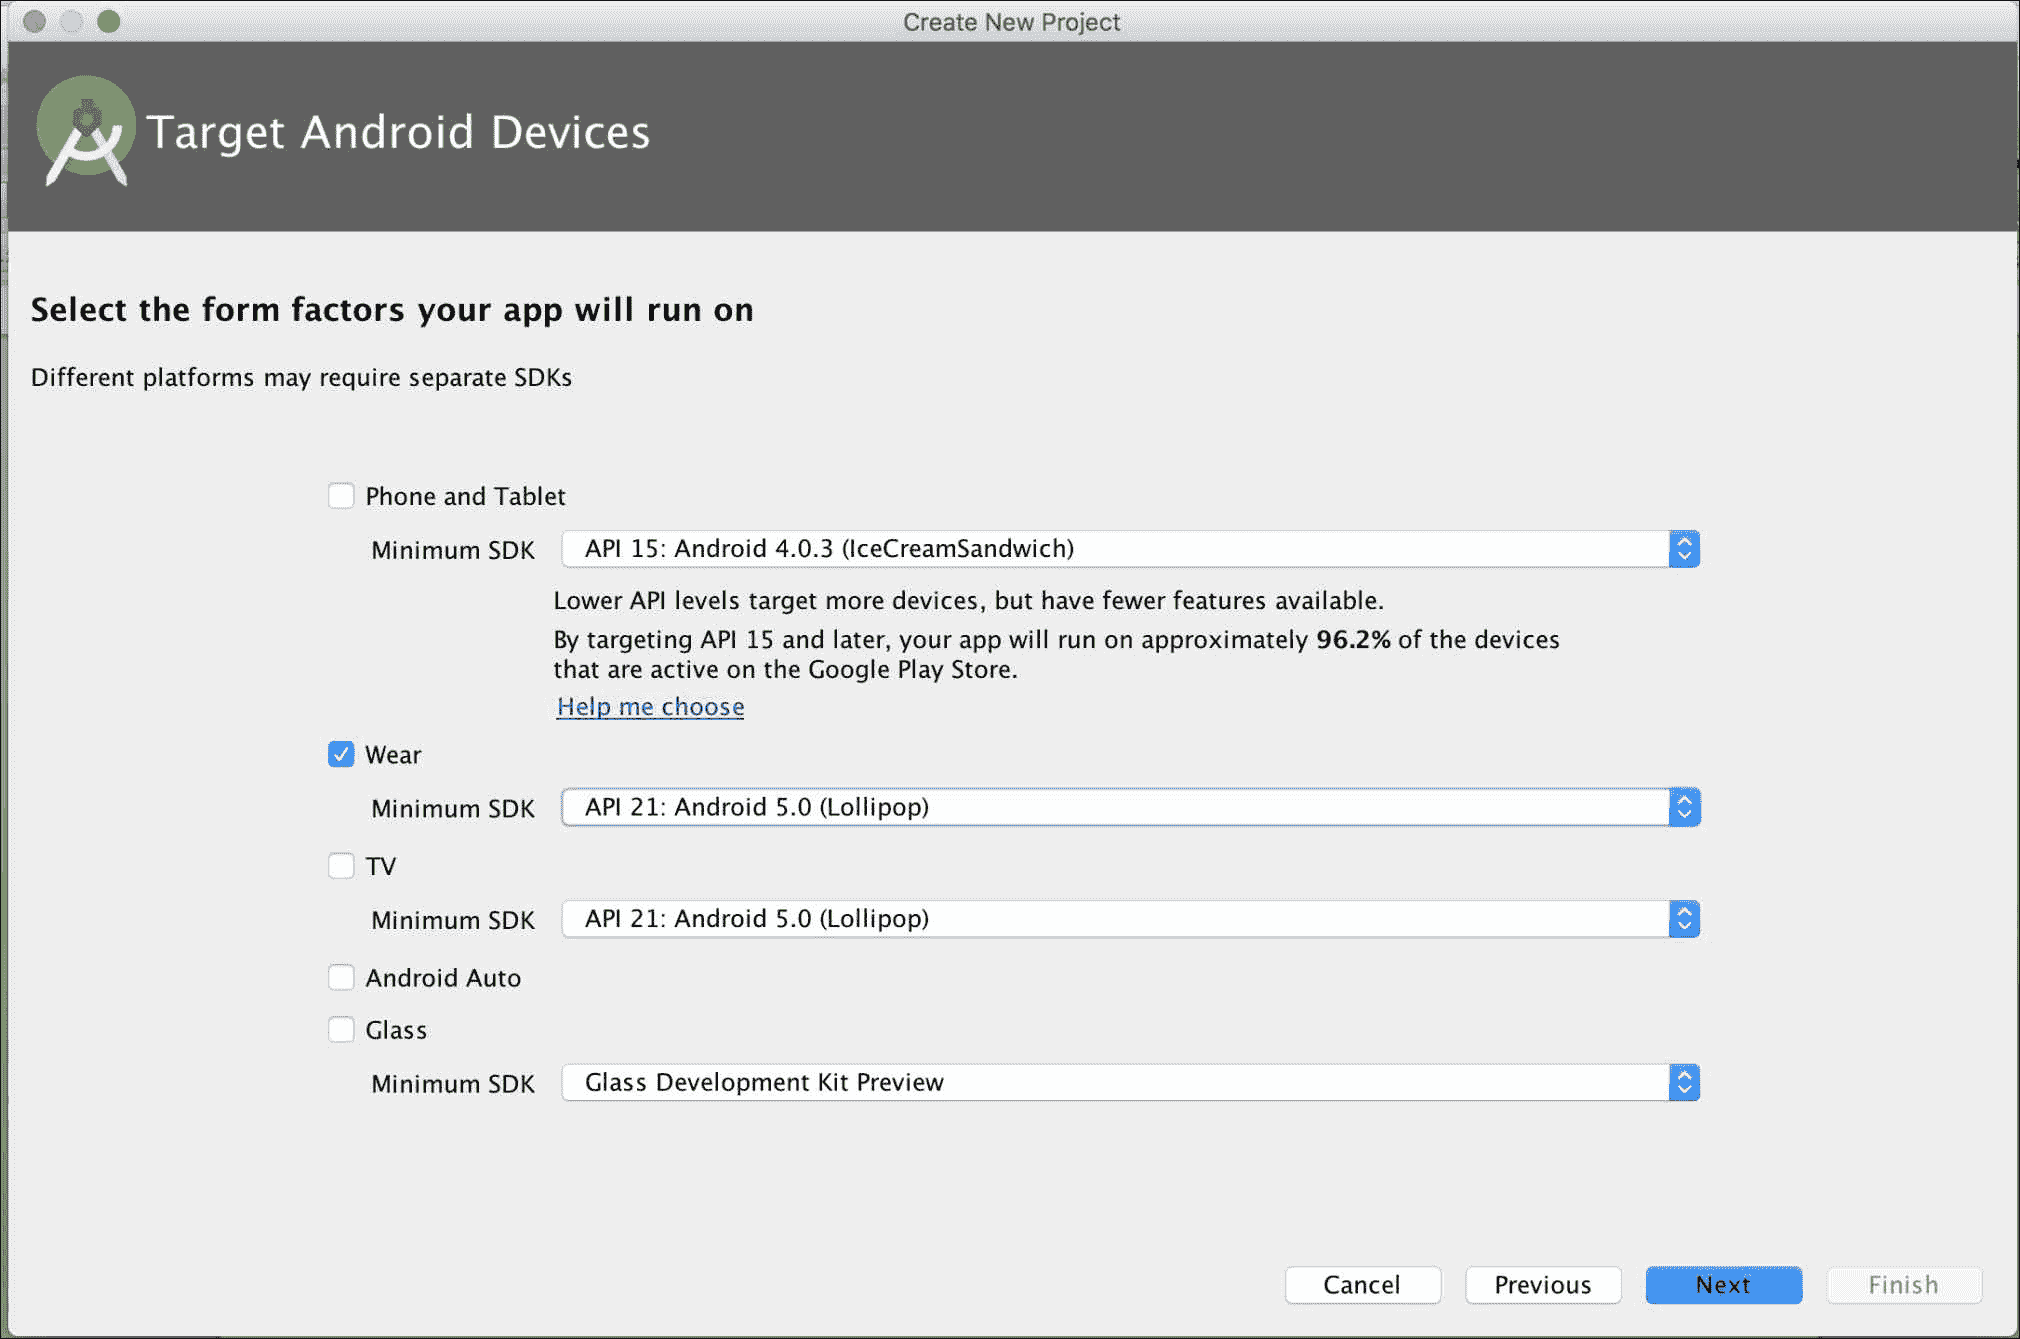 Create New Project
Target Android Devices
Select the form factors your app will run on
Different platforms may require separate SDKs
Phone and Tablet
Minimum SDK API 15: Android 4.0.3 (IceCreamSandwich)
Lower API levels target more devices, but have fewer features available.
By targeting API 15 and later, your app will run on approximately 96.2% of the devices
that are active on the Google Play Store.
Help me choose
Wear
Minimum SDK API 21: Android 5.0 (Lollipop)
TV
Minimum SDK API 21: Android 5.0 (Lollipop)
Android Auto
Glass
Minimum SDK Glass Development Kit Preview
Cancel Previous Next Finish